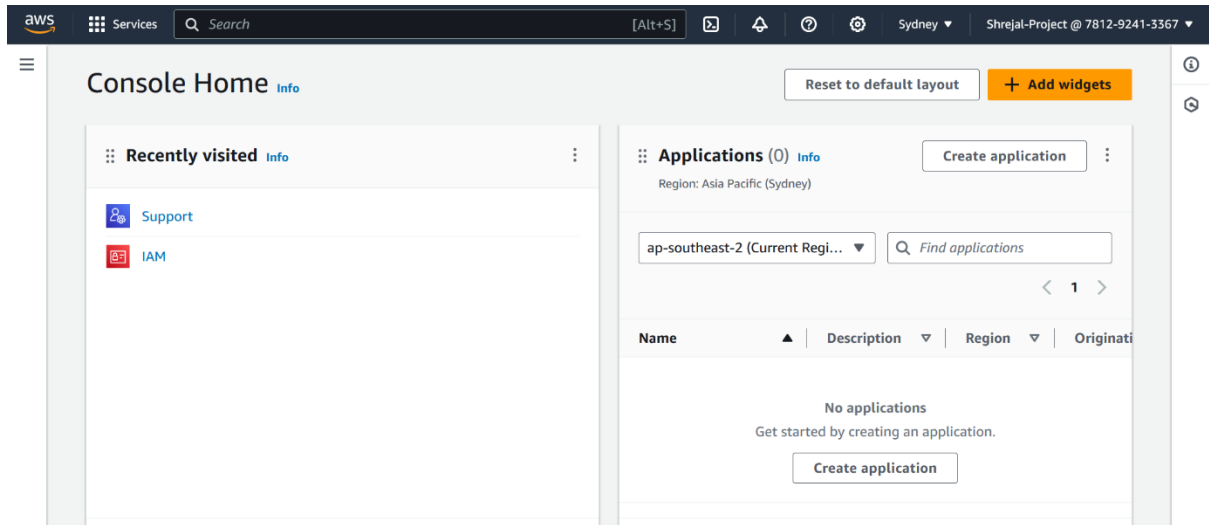 aws Services Search [Alt+S] Sydney ▼ Shrejal-Project @ 7812-9241-3367 ▼
Console Home Info
Reset to default layout
+ Add widgets
Recently visited Info
Support
IAM
Applications (0) Info
Create application
Region: Asia Pacific (Sydney)
ap-southeast-2 (Current Regi... ▼
Find applications
< 1 >
Name Description Region Originati
No applications
Get started by creating an application.
Create application